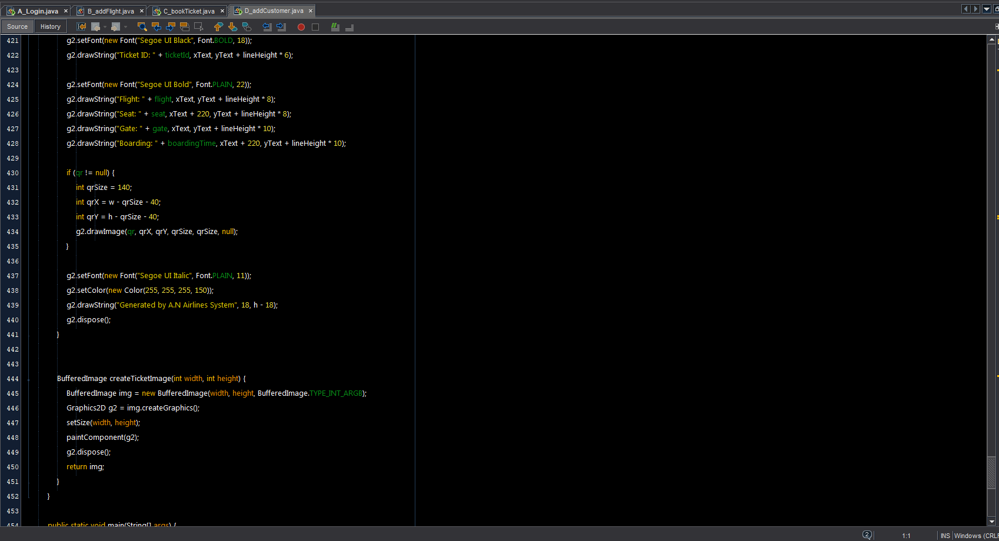 A_Login.java × B_addFlight.java × C_bookTicket.java × D_addCustomer.java ×
Source History
421 g2.setFont(new Font("Segoe UI Black", Font.BOLD, 18));
422 g2.drawString("Ticket ID: " + ticketId, xText, yText + lineHeight * 6);
423
424 g2.setFont(new Font("Segoe UI Bold", Font.PLAIN, 22));
425 g2.drawString("Flight: " + flight, xText, yText + lineHeight * 8);
426 g2.drawString("Seat: " + seat, xText + 220, yText + lineHeight * 8);
427 g2.drawString("Gate: " + gate, xText, yText + lineHeight * 10);
428 g2.drawString("Boarding: " + boardingTime, xText + 220, yText + lineHeight * 10);
429
430 if (qr != null) {
431 int qrSize = 140;
432 int qrX = w - qrSize - 40;
433 int qrY = h - qrSize - 40;
434 g2.drawImage(qr, qrX, qrY, qrSize, qrSize, null);
435 }
436
437 g2.setFont(new Font("Segoe UI Italic", Font.PLAIN, 11));
438 g2.setColor(new Color(255, 255, 255, 150));
439 g2.drawString("Generated by A.N Airlines System", 18, h - 18);
440 g2.dispose();
441 }
442
443
444 BufferedImage createTicketImage(int width, int height) {
445 BufferedImage img = new BufferedImage(width, height, BufferedImage.TYPE_INT_ARGB);
446 Graphics2D g2 = img.createGraphics();
447 setSize(width, height);
448 paintComponent(g2);
449 g2.dispose();
450 return img;
451 }
452 }
453
454 public static void main(String[] args) {
2 1:1 INS Windows (CRLF